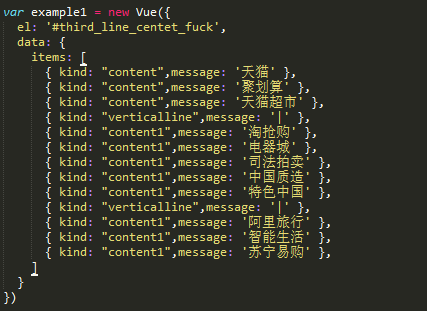 var example1 = new Vue({
el: '#third_line_centet_fuck',
data: {
items: [
{ kind: "content",message: '天猫' },
{ kind: "content",message: '聚划算' },
{ kind: "content",message: '天猫超市' },
{ kind: "verticalline",message: '|' },
{ kind: "content1",message: '淘抢购' },
{ kind: "content1",message: '电器城' },
{ kind: "content1",message: '司法拍卖' },
{ kind: "content1",message: '中国质造' },
{ kind: "content1",message: '特色中国' },
{ kind: "verticalline",message: '|' },
{ kind: "content1",message: '阿里旅行' },
{ kind: "content1",message: '智能生活' },
{ kind: "content1",message: '苏宁易购' },
]
}
})